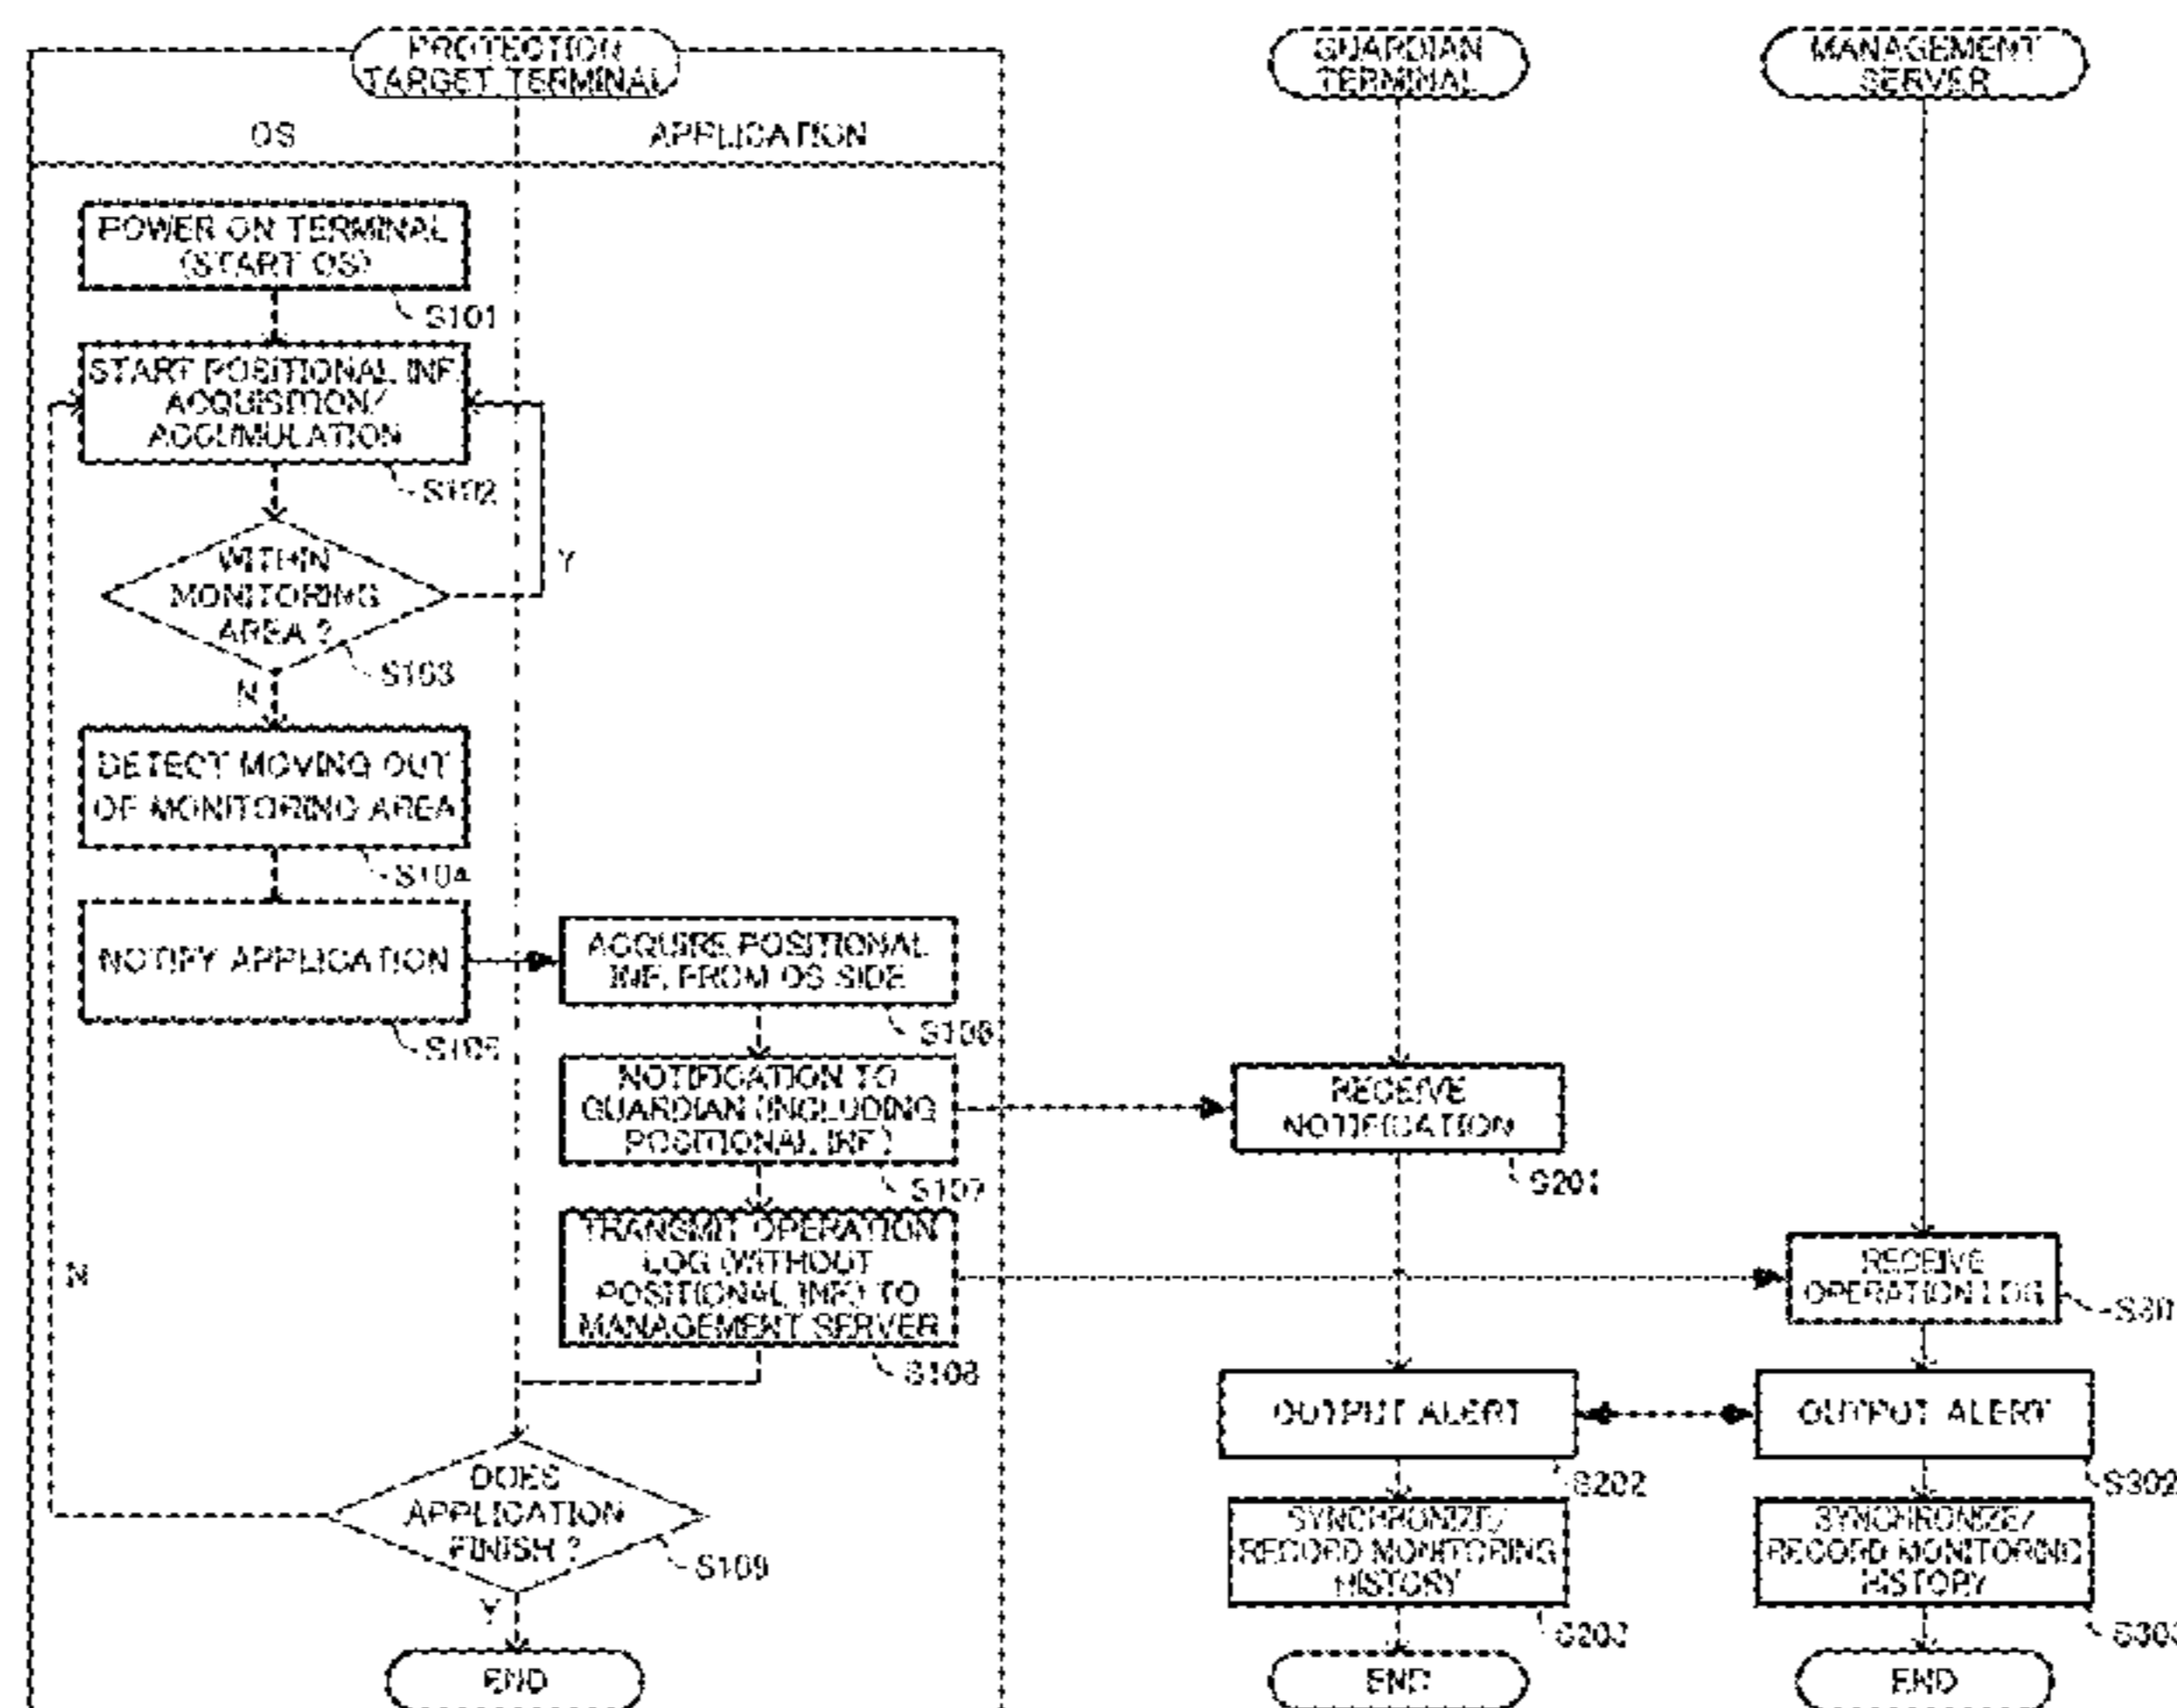 PROTECTION
TARGET TERMINAL
GUARDIAN
TERMINAL
MANAGEMENT
SERVER
OS
APPLICATION
POWER ON TERMINAL
(START OS)
S101
START POSITIONAL INF.
ACQUISITION/
ACCUMULATION
S102
WITHIN
MONITORING
AREA ?
Y
S103
N
DETECT MOVING OUT
OF MONITORING AREA
S104
NOTIFY APPLICATION
S105
ACQUIRE POSITIONAL
INF. FROM OS SIDE
S106
NOTIFICATION TO
GUARDIAN (INCLUDING
POSITIONAL INF.)
S107
RECEIVE
NOTIFICATION
S201
TRANSMIT OPERATION
LOG (WITHOUT
POSITIONAL INF.) TO
MANAGEMENT SERVER
S108
RECEIVE
OPERATION LOG
S301
N
OUTPUT ALERT
S202
OUTPUT ALERT
S302
DOES
APPLICATION
FINISH ?
S109
Y
SYNCHRONIZE/
RECORD MONITORING
HISTORY
S203
SYNCHRONIZE/
RECORD MONITORING
HISTORY
S303
END
END
END